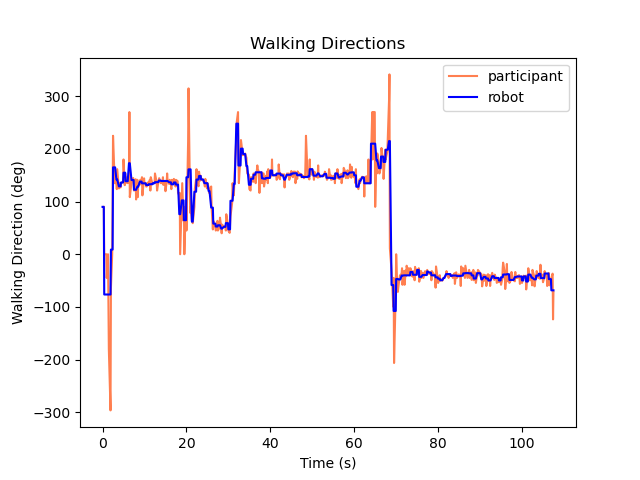 Walking Directions
participant
robot
300
200
100
0
−100
−200
−300
Walking Direction (deg)
0 20 40 60 80 100
Time (s)